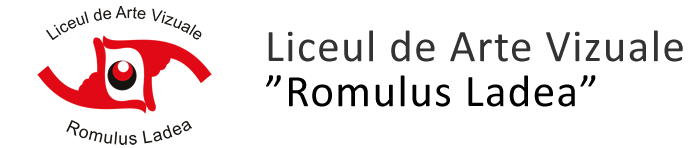 Liceul de Arte Vizuale
Romulus Ladea
Liceul de Arte Vizuale
”Romulus Ladea”